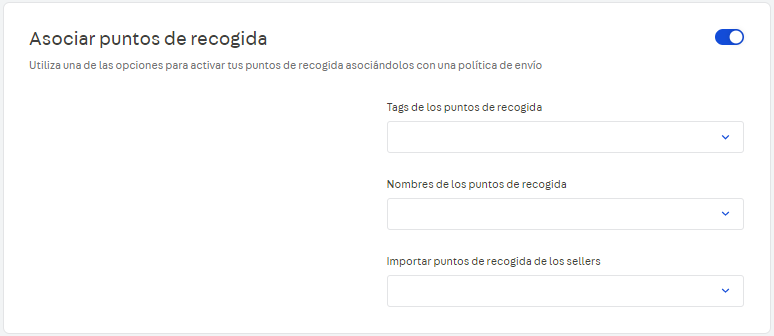 Asociar puntos de recogida
Utiliza una de las opciones para activar tus puntos de recogida asociándolos con una política de envío
Tags de los puntos de recogida
Nombres de los puntos de recogida
Importar puntos de recogida de los sellers